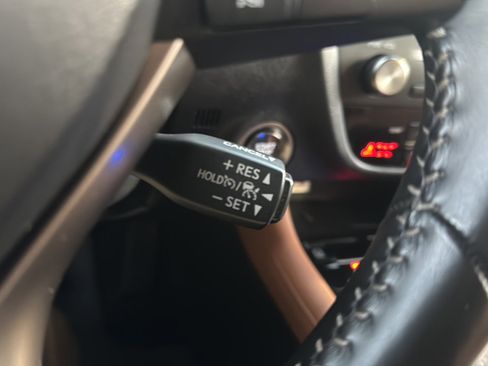 CANCEL
+ RES ▲
HOLD /
– SET ▼